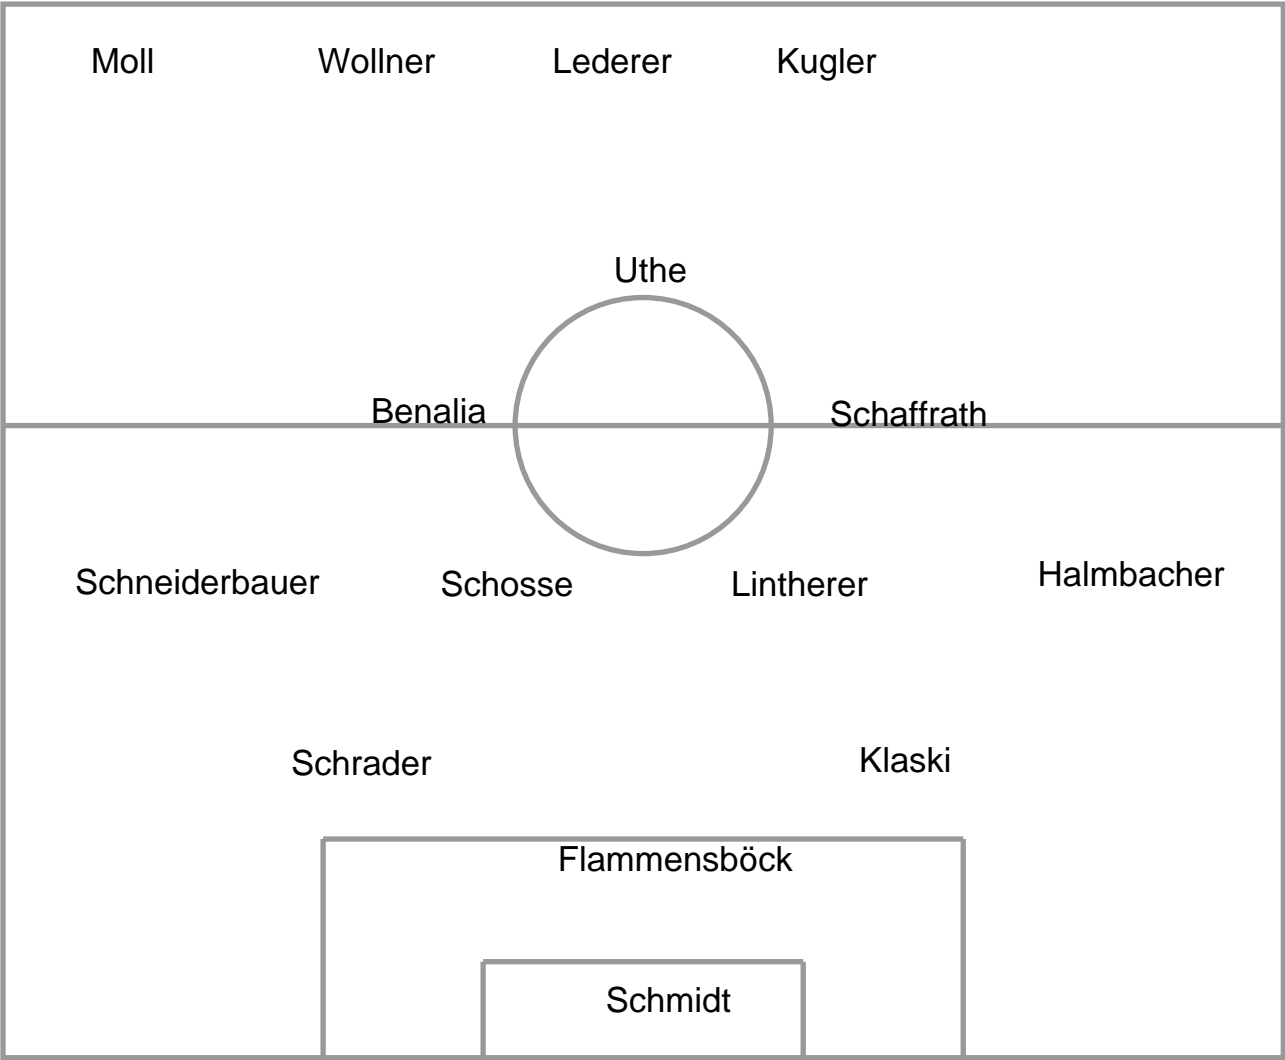 Moll Wollner Lederer Kugler
Uthe
Benalia Schaffrath
Schneiderbauer Schosse Lintherer Halmbacher
Schrader Klaski
Flammensböck
Schmidt